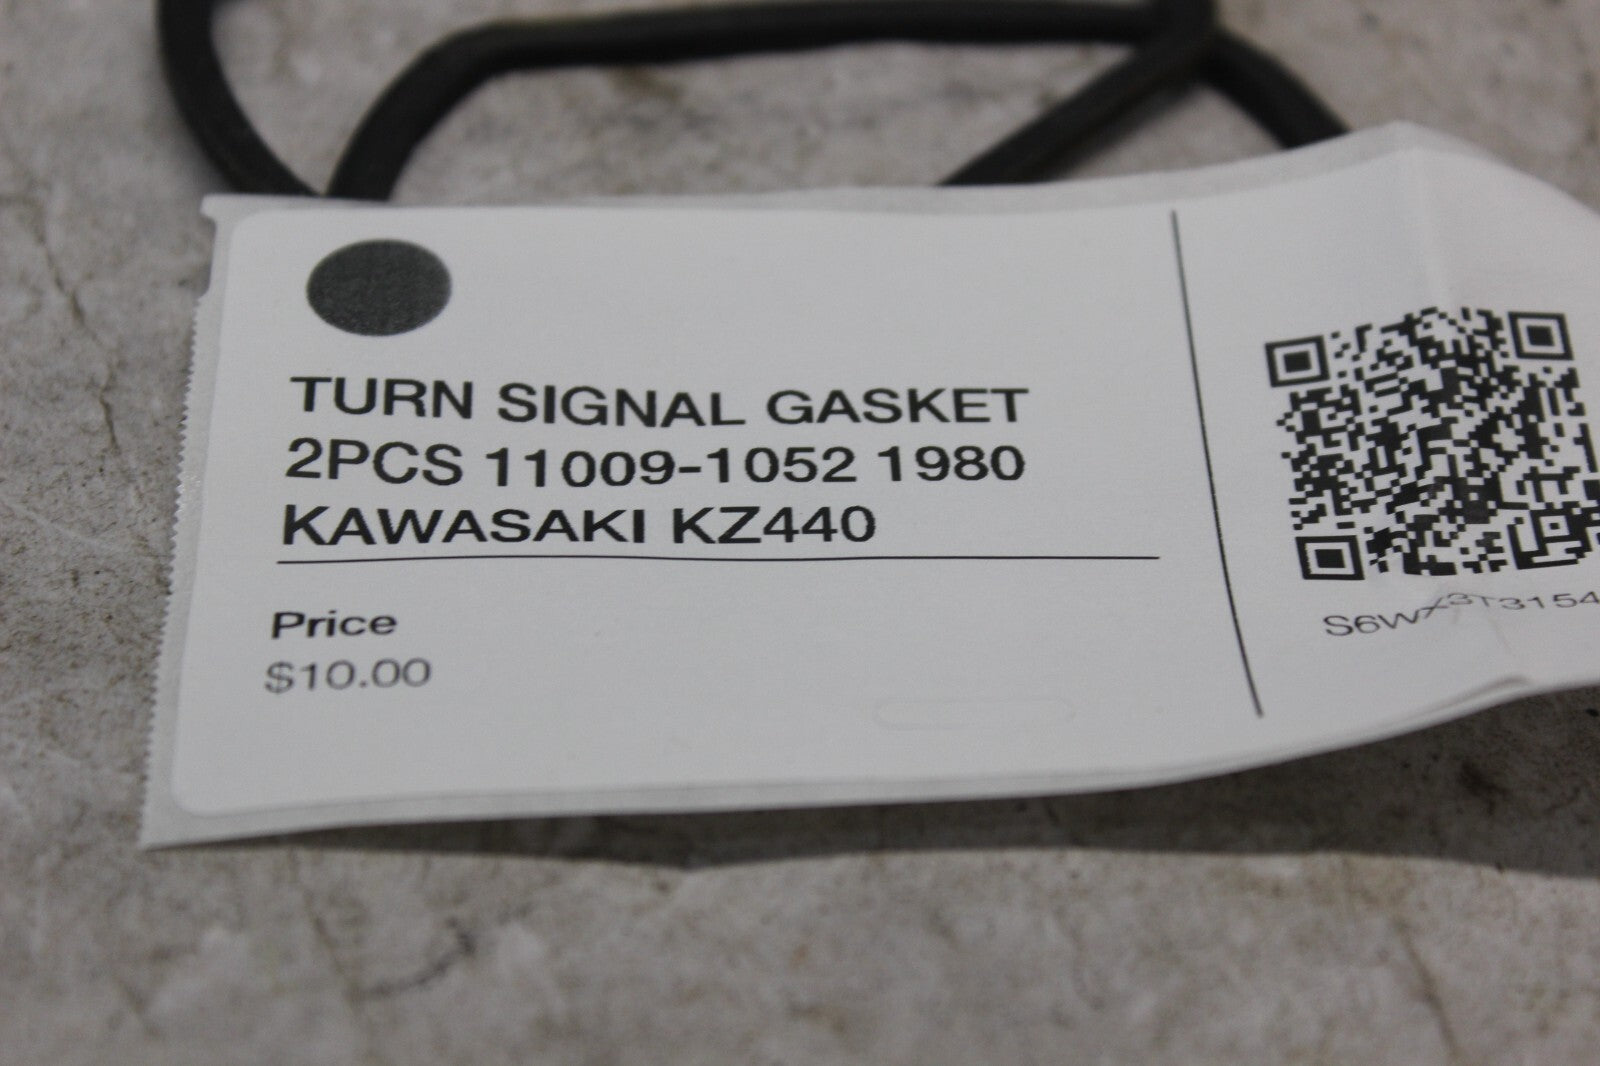 TURN SIGNAL GASKET
2PCS 11009-1052 1980
KAWASAKI KZ440
Price
$10.00